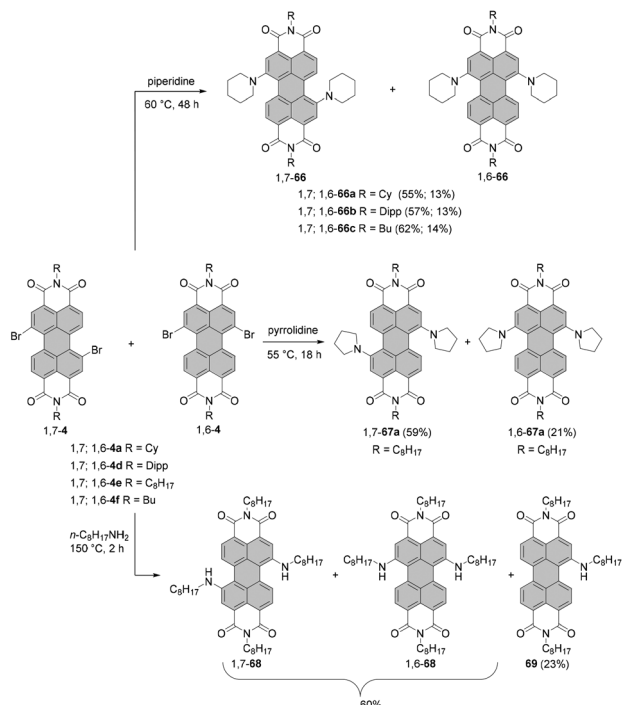 R
O N O
piperidine
60 °C, 48 h
N
N
O N O
R
1,7-66
+
R
O N O
N
N
O N O
R
1,6-66
1,7; 1,6-66a R = Cy (55%; 13%)
1,7; 1,6-66b R = Dipp (57%; 13%)
1,7; 1,6-66c R = Bu (62%; 14%)
R
O N O
Br
Br
O N O
R
1,7-4
+
R
O N O
Br
Br
O N O
R
1,6-4
1,7; 1,6-4a R = Cy
1,7; 1,6-4d R = Dipp
1,7; 1,6-4e R = C8H17
1,7; 1,6-4f R = Bu
pyrrolidine
55 °C, 18 h
R
O N O
N
N
O N O
R
1,7-67a (59%)
R = C8H17
+
R
O N O
N
N
O N O
R
1,6-67a (21%)
R = C8H17
n-C8H17NH2
150 °C, 2 h
C8H17
O N O
C8H17
N
H
H
N
C8H17
O N O
C8H17
1,7-68
+
C8H17
O N O
C8H17
N
H
C8H17
N
H
O N O
C8H17
1,6-68
+
C8H17
O N O
C8H17
N
H
O N O
C8H17
69 (23%)
60%